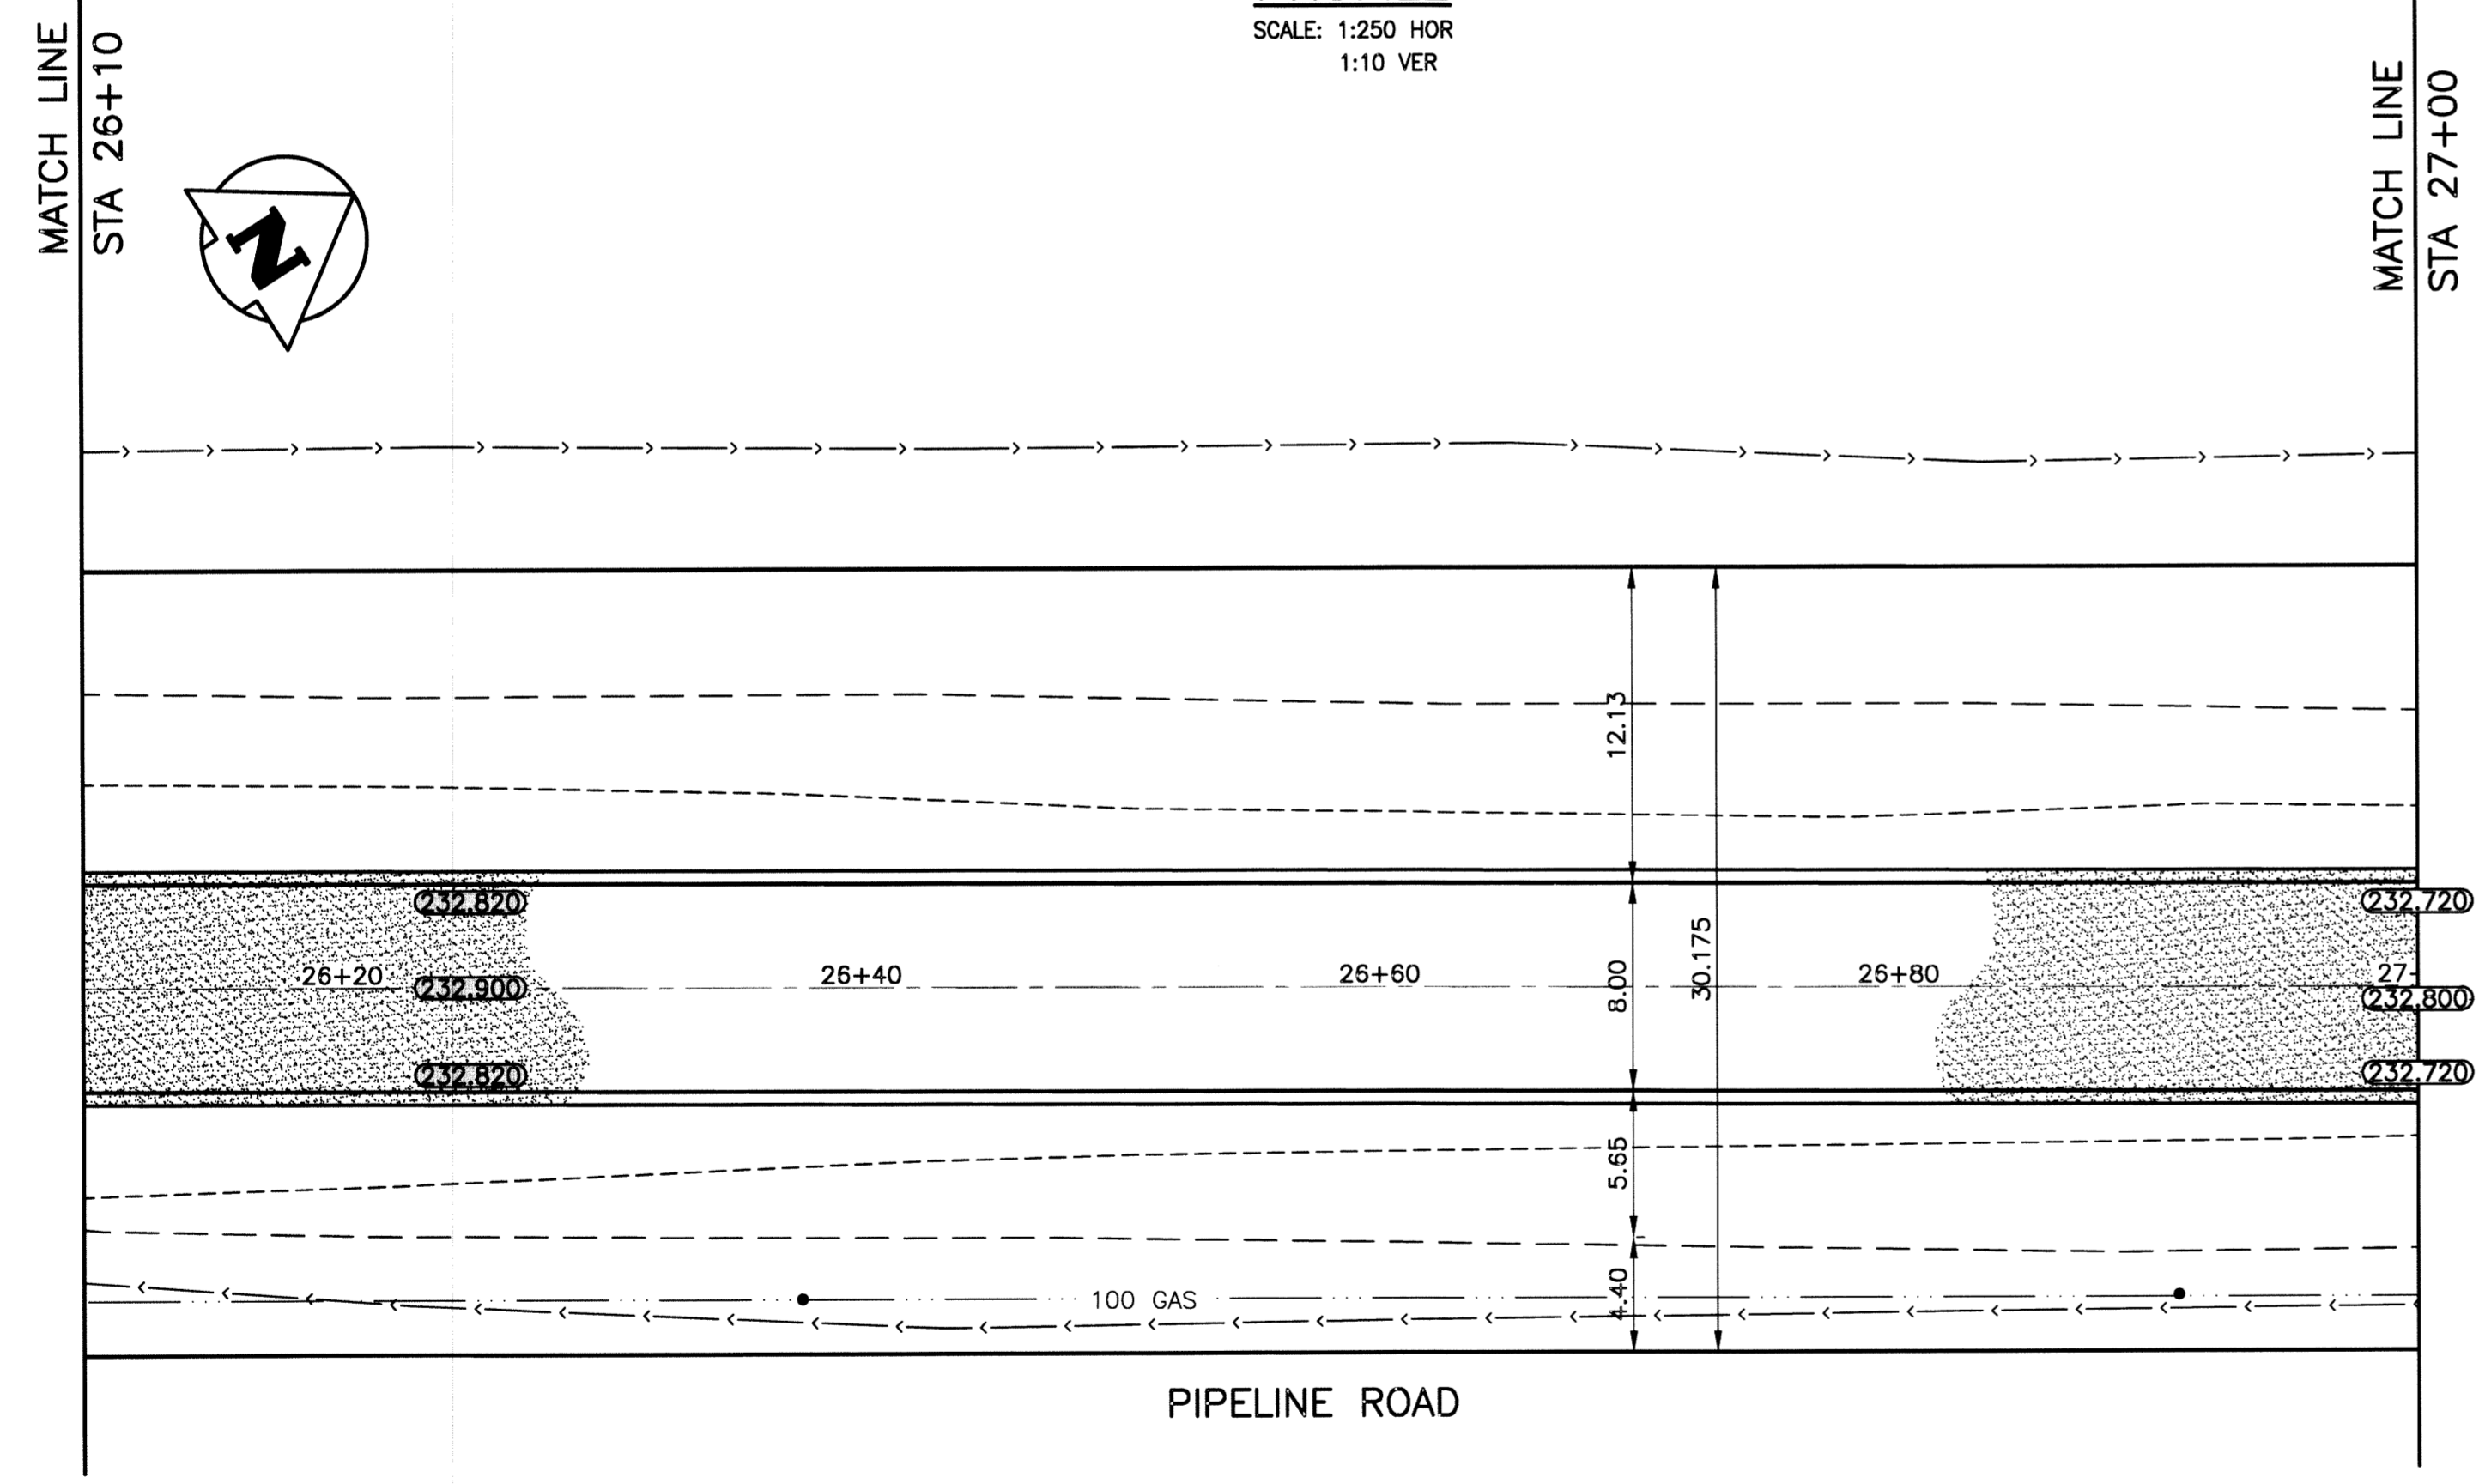 SCALE: 1:250 HOR
1:10 VER
MATCH LINE
STA 26+10
MATCH LINE
STA 27+00
N
12.13
232.820
232.720
26+20
232.900
26+40
26+60
8.00
30.175
26+80
27
232.800
232.820
232.720
5.65
100 GAS
4.40
PIPELINE ROAD